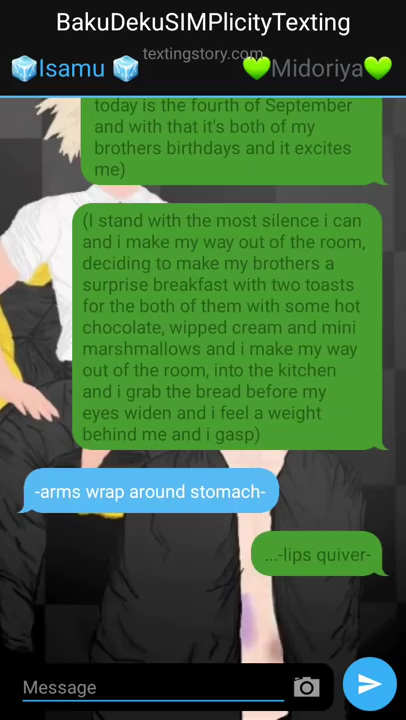 BakuDekuSIMPlicityTexting
textingstory.com
Isamu
Midoriya
today is the fourth of September
and with that it's both of my
brothers birthdays and it excites
me)
(I stand with the most silence i can
and i make my way out of the room,
deciding to make my brothers a
surprise breakfast with two toasts
for the both of them with some hot
chocolate, wipped cream and mini
marshmallows and i make my way
out of the room, into the kitchen
and i grab the bread before my
eyes widen and i feel a weight
behind me and i gasp)
-arms wrap around stomach-
...-lips quiver-
Message